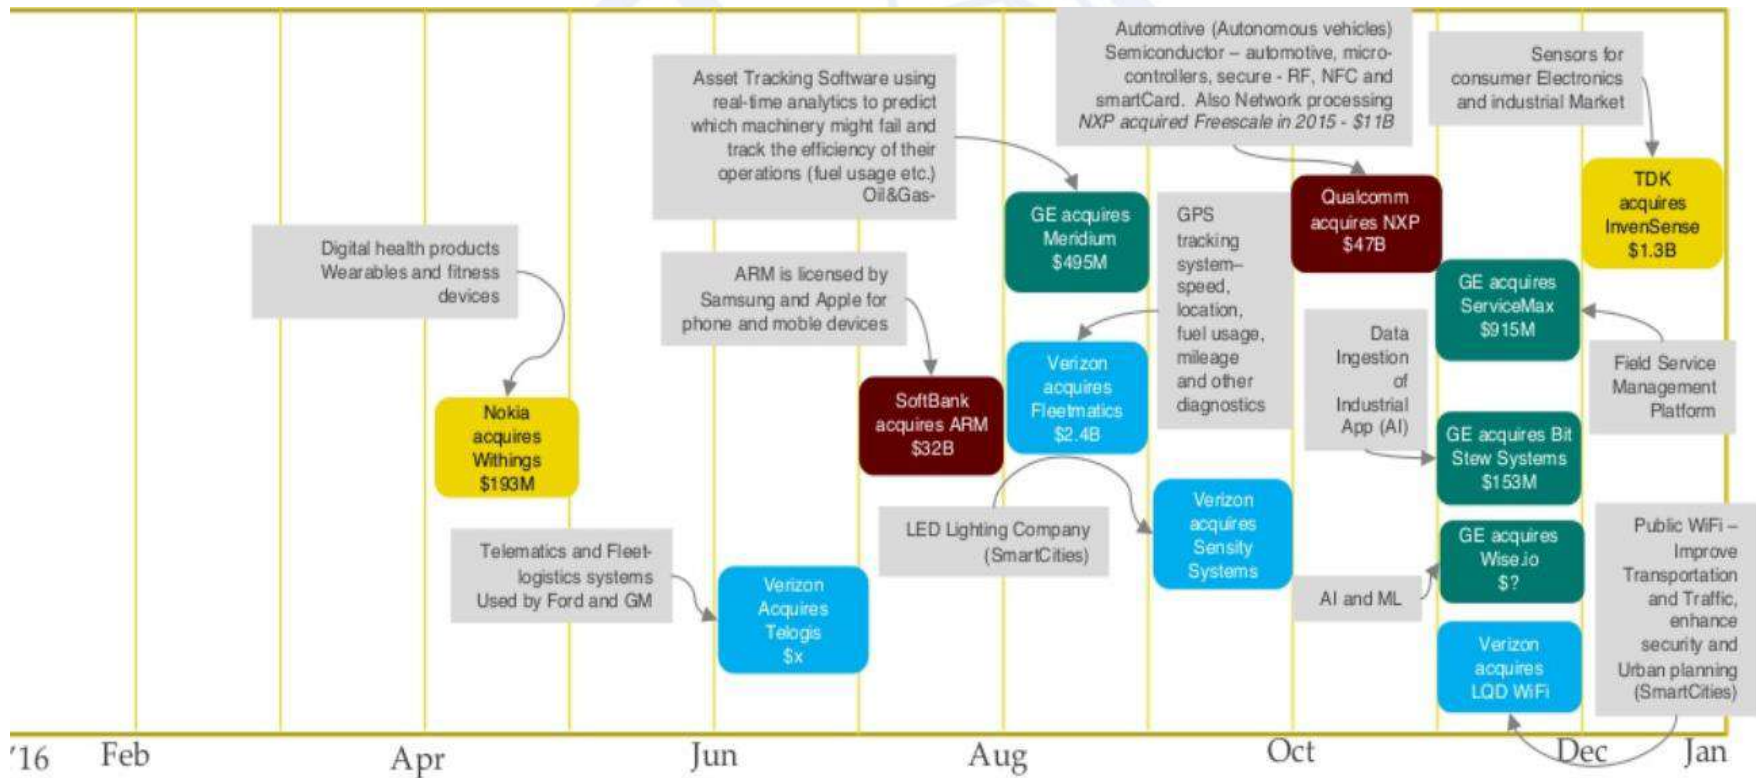 Automotive (Autonomous vehicles)
Semiconductor – automotive, micro-
controllers, secure - RF, NFC and
smartCard. Also Network processing
NXP acquired Freescale in 2015 - $11B
Sensors for
consumer Electronics
and industrial Market
Asset Tracking Software using
real-time analytics to predict
which machinery might fail and
track the efficiency of their
operations (fuel usage etc.)
Oil&Gas-
TDK
acquires
InvenSense
$1.3B
Qualcomm
acquires NXP
$47B
GE acquires
Meridium
$495M
GPS
tracking
system–
speed,
location,
fuel usage,
mileage
and other
diagnostics
Digital health products
Wearables and fitness
devices
ARM is licensed by
Samsung and Apple for
phone and moble devices
GE acquires
ServiceMax
$915M
Data
Ingestion
of
Industrial
App (AI)
Verizon
acquires
Fleetmatics
$2.4B
Field Service
Management
Platform
Nokia
acquires
Withings
$193M
SoftBank
acquires ARM
$32B
GE acquires Bit
Stew Systems
$153M
Verizon
acquires
Sensity
Systems
LED Lighting Company
(SmartCities)
Public WiFi –
Improve
Transportation
and Traffic,
enhance
security and
Urban planning
(SmartCities)
GE acquires
Wise.io
$?
Telematics and Fleet-
logistics systems
Used by Ford and GM
Verizon
Acquires
Telogis
$x
AI and ML
Verizon
acquires
LQD WiFi
'16
Feb
Apr
Jun
Aug
Oct
Dec
Jan